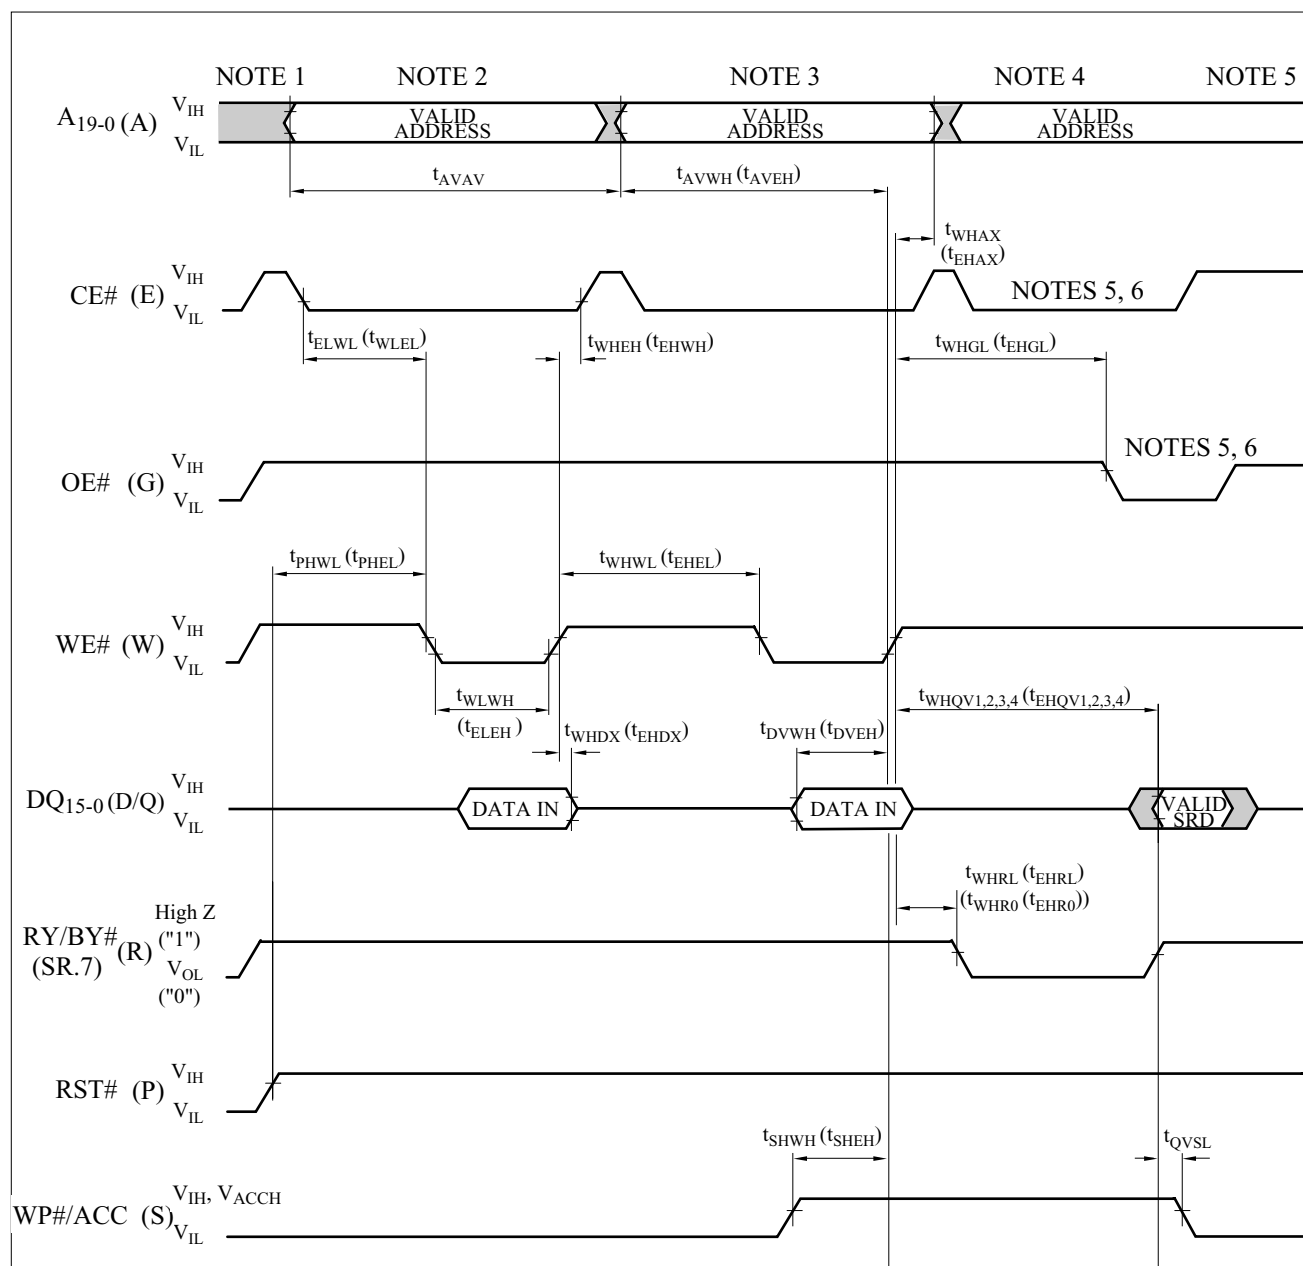 NOTE 1 NOTE 2 NOTE 3 NOTE 4 NOTE 5
A19-0 (A) VIH VIL
VALID ADDRESS
VALID ADDRESS
VALID ADDRESS
tAVAV
tAVWH (tAVEH)
tWHAX
(tEHAX)
CE# (E) VIH VIL
NOTES 5, 6
tELWL (tWLEL)
tWHEH (tEHWH)
tWHGL (tEHGL)
OE# (G) VIH VIL
NOTES 5, 6
tPHWL (tPHEL)
tWHWL (tEHEL)
WE# (W) VIH VIL
tWLWH
(tELEH)
tWHDX (tEHDX)
tDVWH (tDVEH)
tWHQV1,2,3,4 (tEHQV1,2,3,4)
DQ15-0 (D/Q) VIH VIL
DATA IN
DATA IN
VALID SRD
tWHRL (tEHRL)
(tWHR0 (tEHR0))
High Z
("1")
RY/BY# (R)
(SR.7)
VOL
("0")
RST# (P) VIH VIL
tSHWH (tSHEH)
tQVSL
VIH, VACCH
WP#/ACC (S)
VIL